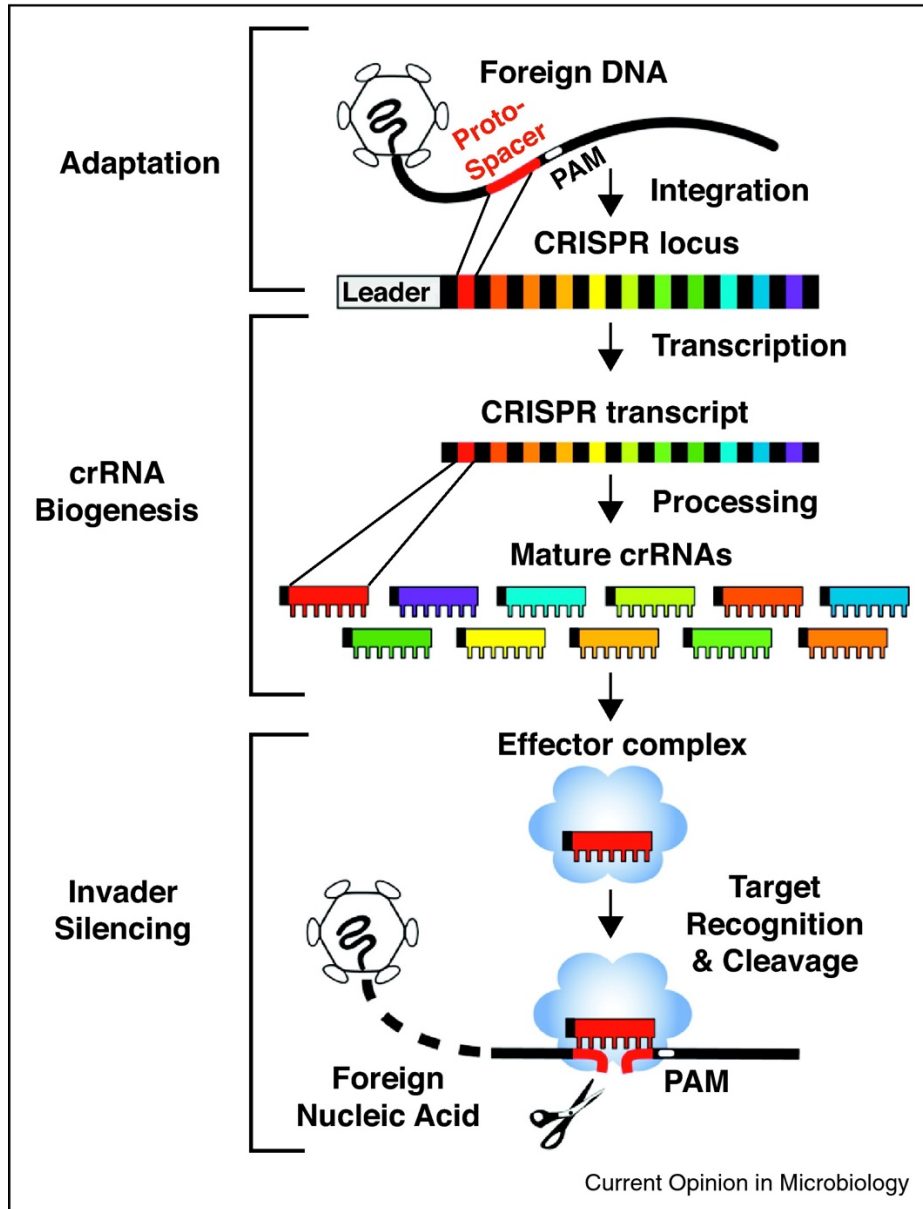 Foreign DNA
Proto-
Spacer
PAM
Adaptation
Integration
CRISPR locus
Leader
Transcription
CRISPR transcript
crRNA
Biogenesis
Processing
Mature crRNAs
Effector complex
Invader
Silencing
Target
Recognition
& Cleavage
Foreign
Nucleic Acid
PAM
Current Opinion in Microbiology